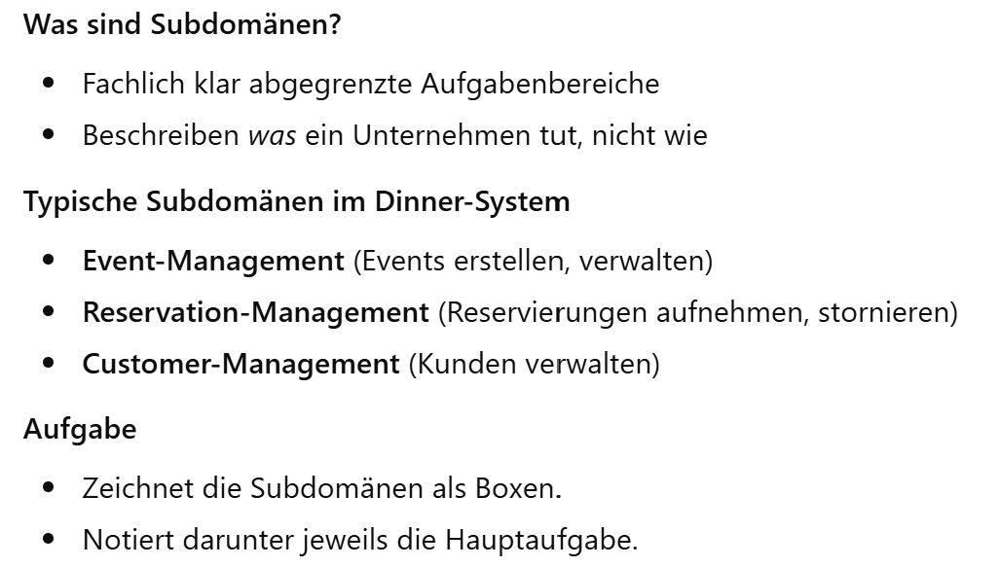 Was sind Subdomänen?
• Fachlich klar abgegrenzte Aufgabenbereiche
• Beschreiben was ein Unternehmen tut, nicht wie
Typische Subdomänen im Dinner-System
• Event-Management (Events erstellen, verwalten)
• Reservation-Management (Reservierungen aufnehmen, stornieren)
• Customer-Management (Kunden verwalten)
Aufgabe
• Zeichnet die Subdomänen als Boxen.
• Notiert darunter jeweils die Hauptaufgabe.